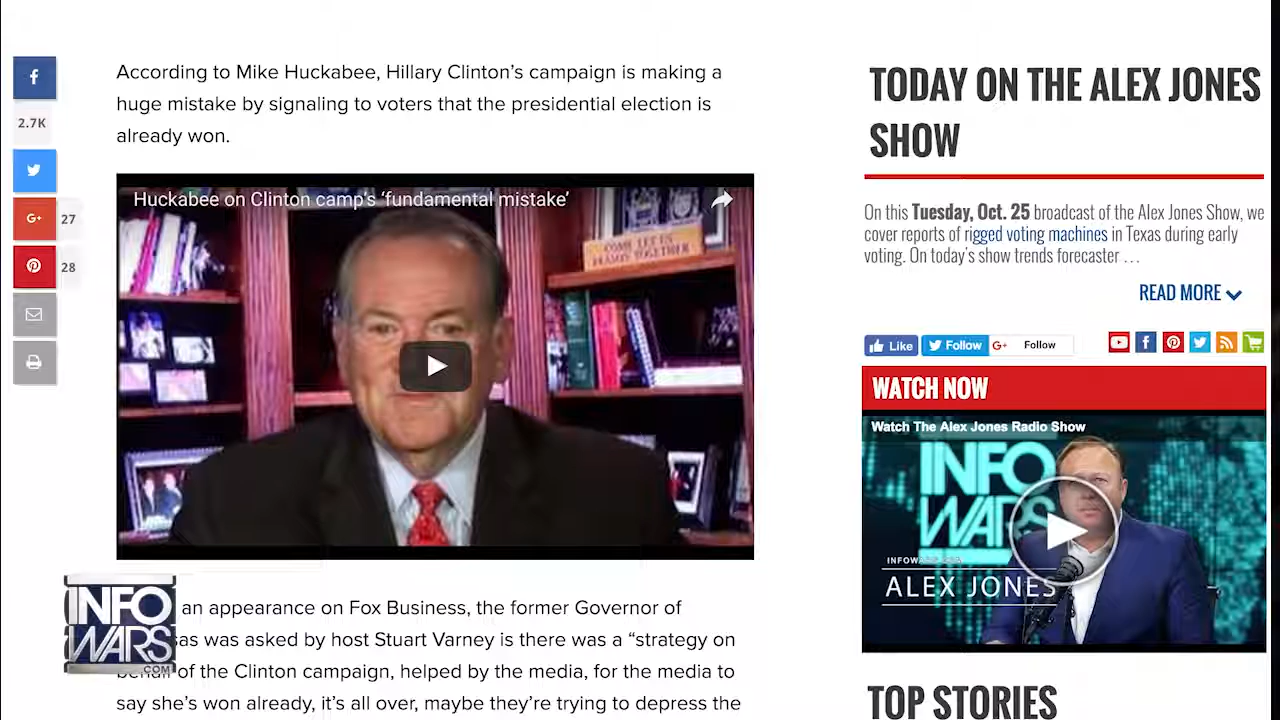 According to Mike Huckabee, Hillary Clinton's campaign is making a
huge mistake by signaling to voters that the presidential election is
already won.
2.7K
27
28
Huckabee on Clinton camp's 'fundamental mistake'
COME LET US
REASON TOGETHER
INFO
WARS
.COM
an appearance on Fox Business, the former Governor of
sas was asked by host Stuart Varney is there was a “strategy on
behalf of the Clinton campaign, helped by the media, for the media to
say she's won already, it's all over, maybe they're trying to depress the
TODAY ON THE ALEX JONES
SHOW
On this Tuesday, Oct. 25 broadcast of the Alex Jones Show, we
cover reports of rigged voting machines in Texas during early
voting. On today's show trends forecaster …
READ MORE
Like Follow G+ Follow
WATCH NOW
Watch The Alex Jones Radio Show
INFO
WARS
ALEX JONES
TOP STORIES